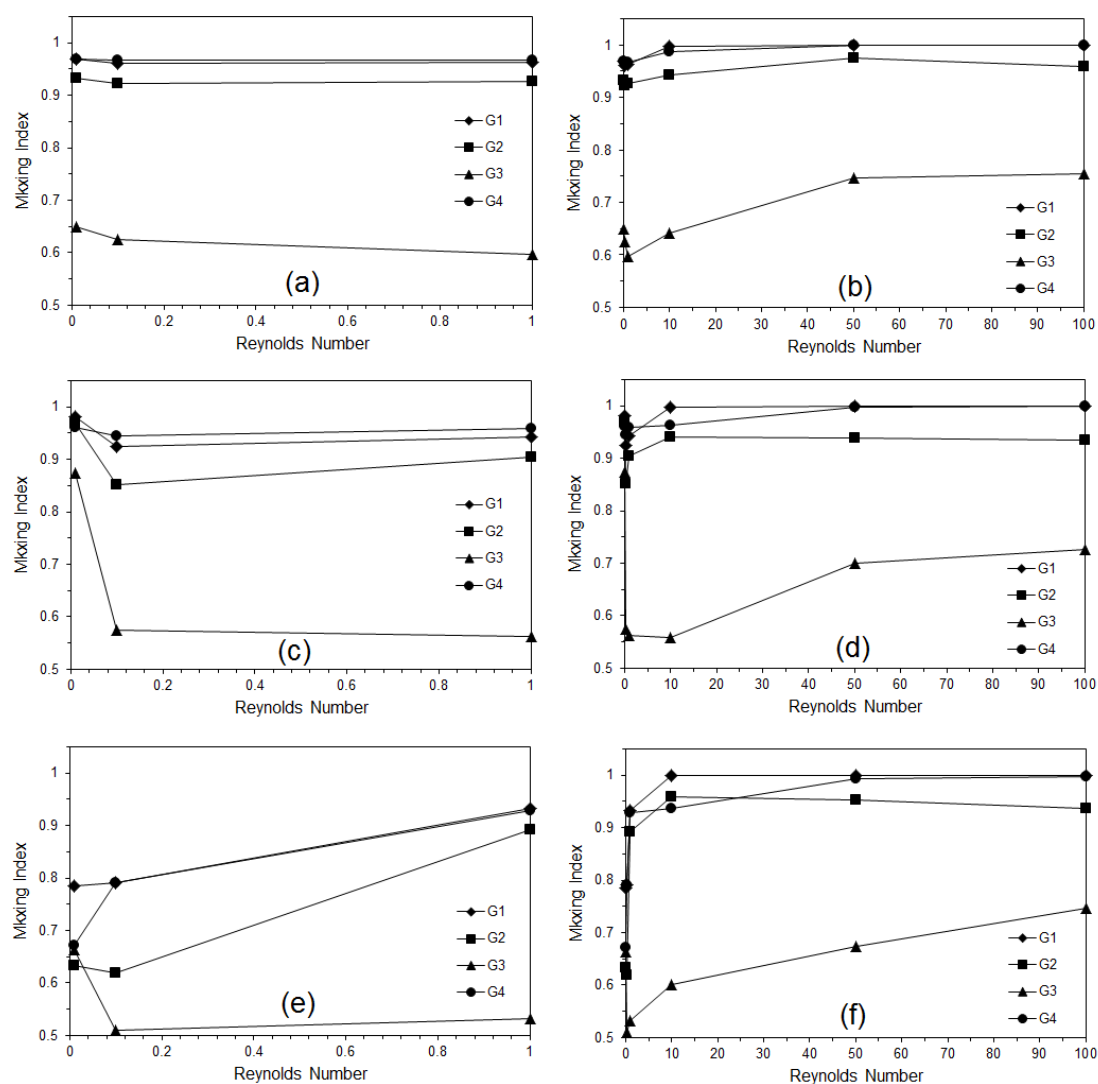 1
0.9
0.8
0.7
0.6
0.5
Mkxing Index
G1
G2
G3
G4
(a)
0 0.2 0.4 0.6 0.8 1
Reynolds Number
1
0.9
0.8
0.7
0.6
0.5
Mkxing Index
G1
G2
G3
G4
(b)
0 10 20 30 40 50 60 70 80 90 100
Reynolds Number
1
0.9
0.8
0.7
0.6
0.5
Mkxing Index
G1
G2
G3
G4
(c)
0 0.2 0.4 0.6 0.8 1
Reynolds Number
1
0.9
0.8
0.7
0.6
0.5
Mkxing Index
G1
G2
G3
G4
(d)
0 10 20 30 40 50 60 70 80 90 100
Reynolds Number
1
0.9
0.8
0.7
0.6
0.5
Mkxing Index
G1
G2
G3
G4
(e)
0 0.2 0.4 0.6 0.8 1
Reynolds Number
1
0.9
0.8
0.7
0.6
0.5
Mkxing Index
G1
G2
G3
G4
(f)
0 10 20 30 40 50 60 70 80 90 100
Reynolds Number